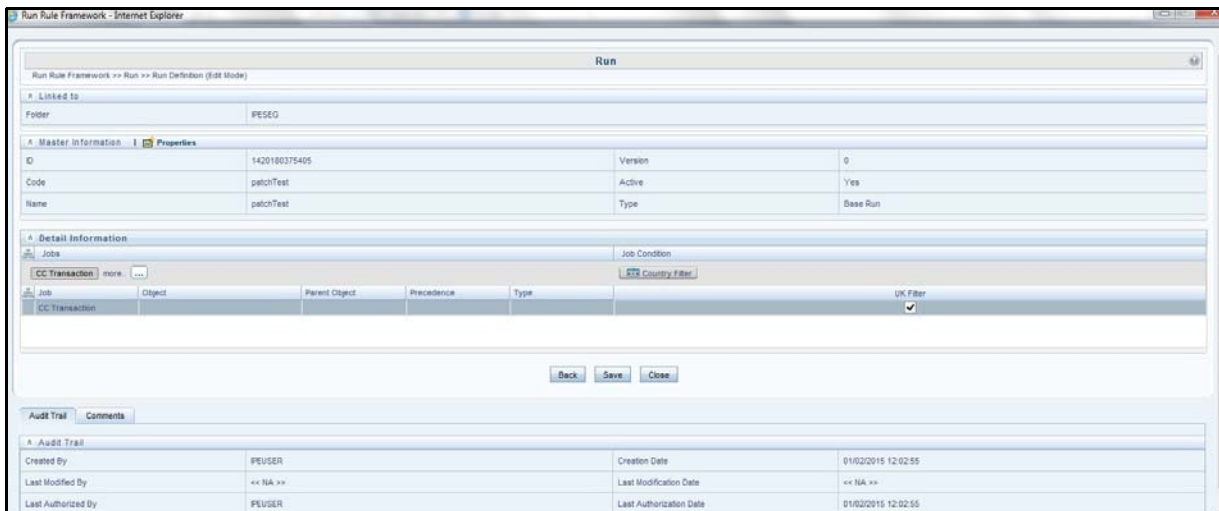 Run Rule Framework - Internet Explorer
Run
Run Rule Framework >> Run >> Run Definition (Edit Mode)
Linked to
Folder IPESEG
Master Information | Properties
ID 1420180375405 Version 0
Code patchTest Active Yes
Name patchTest Type Base Run
Detail Information
Jobs Job Condition
CC Transaction more.. ... Country Filter
Job Object Parent Object Precedence Type UK Filter
CC Transaction
Back Save Close
Audit Trail Comments
Audit Trail
Created By IPEUSER Creation Date 01/02/2015 12:02:55
Last Modified By << NA >> Last Modification Date << NA >>
Last Authorized By IPEUSER Last Authorization Date 01/02/2015 12:02:55